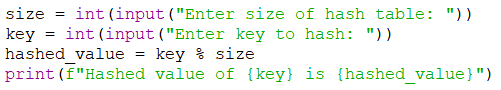 size = int(input("Enter size of hash table: "))
key = int(input("Enter key to hash: "))
hashed_value = key % size
print(f"Hashed value of {key} is {hashed_value}")